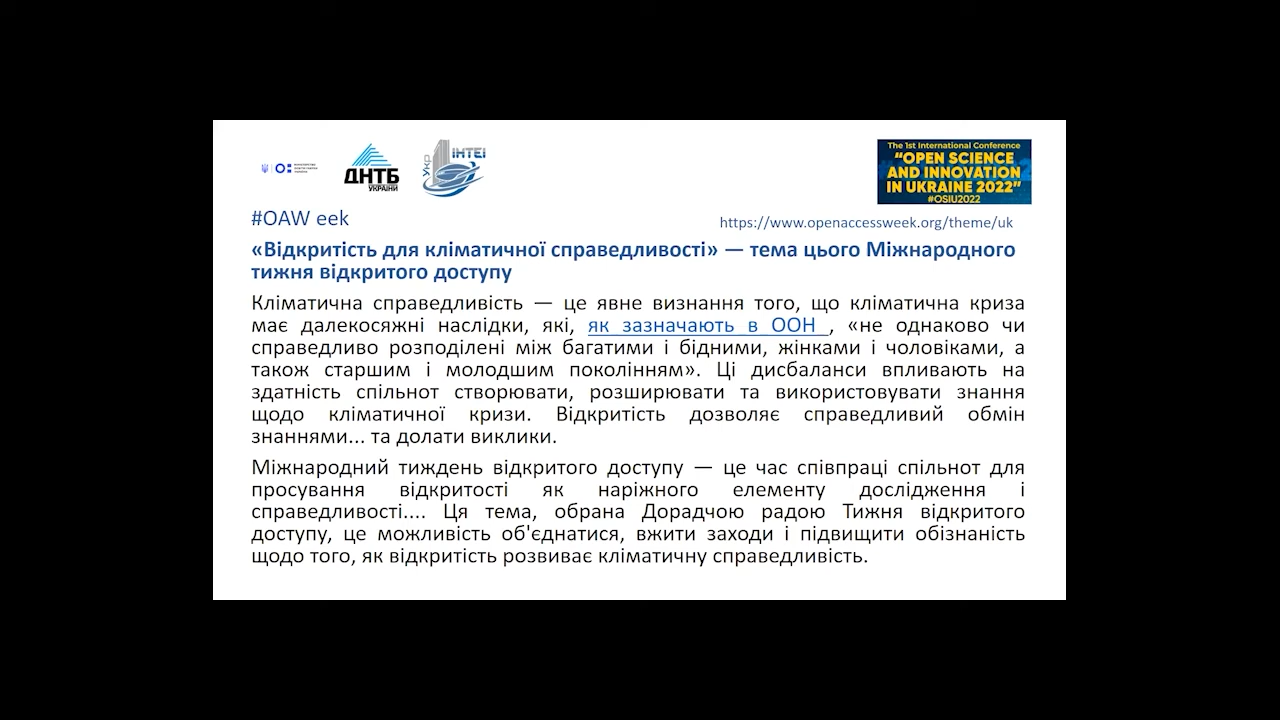 ДНТБ
УКРАЇНИ
УКР
ІНТЕІ
The 1st International Conference
"OPEN SCIENCE
AND INNOVATION
IN UKRAINE 2022"
#OSIU2022
#OAW eek
https://www.openaccessweek.org/theme/uk
«Відкритість для кліматичної справедливості» — тема цього Міжнародного
тижня відкритого доступу
Кліматична справедливість — це явне визнання того, що кліматична криза
має далекосяжні наслідки, які, як зазначають в ООН , «не однаково чи
справедливо розподілені між багатими і бідними, жінками і чоловіками, а
також старшим і молодшим поколінням». Ці дисбаланси впливають на
здатність спільнот створювати, розширювати та використовувати знання
щодо кліматичної кризи. Відкритість дозволяє справедливий обмін
знаннями... та долати виклики.
Міжнародний тиждень відкритого доступу — це час співпраці спільнот для
просування відкритості як наріжного елементу дослідження і
справедливості.... Ця тема, обрана Дорадчою радою Тижня відкритого
доступу, це можливість об'єднатися, вжити заходи і підвищити обізнаність
щодо того, як відкритість розвиває кліматичну справедливість.